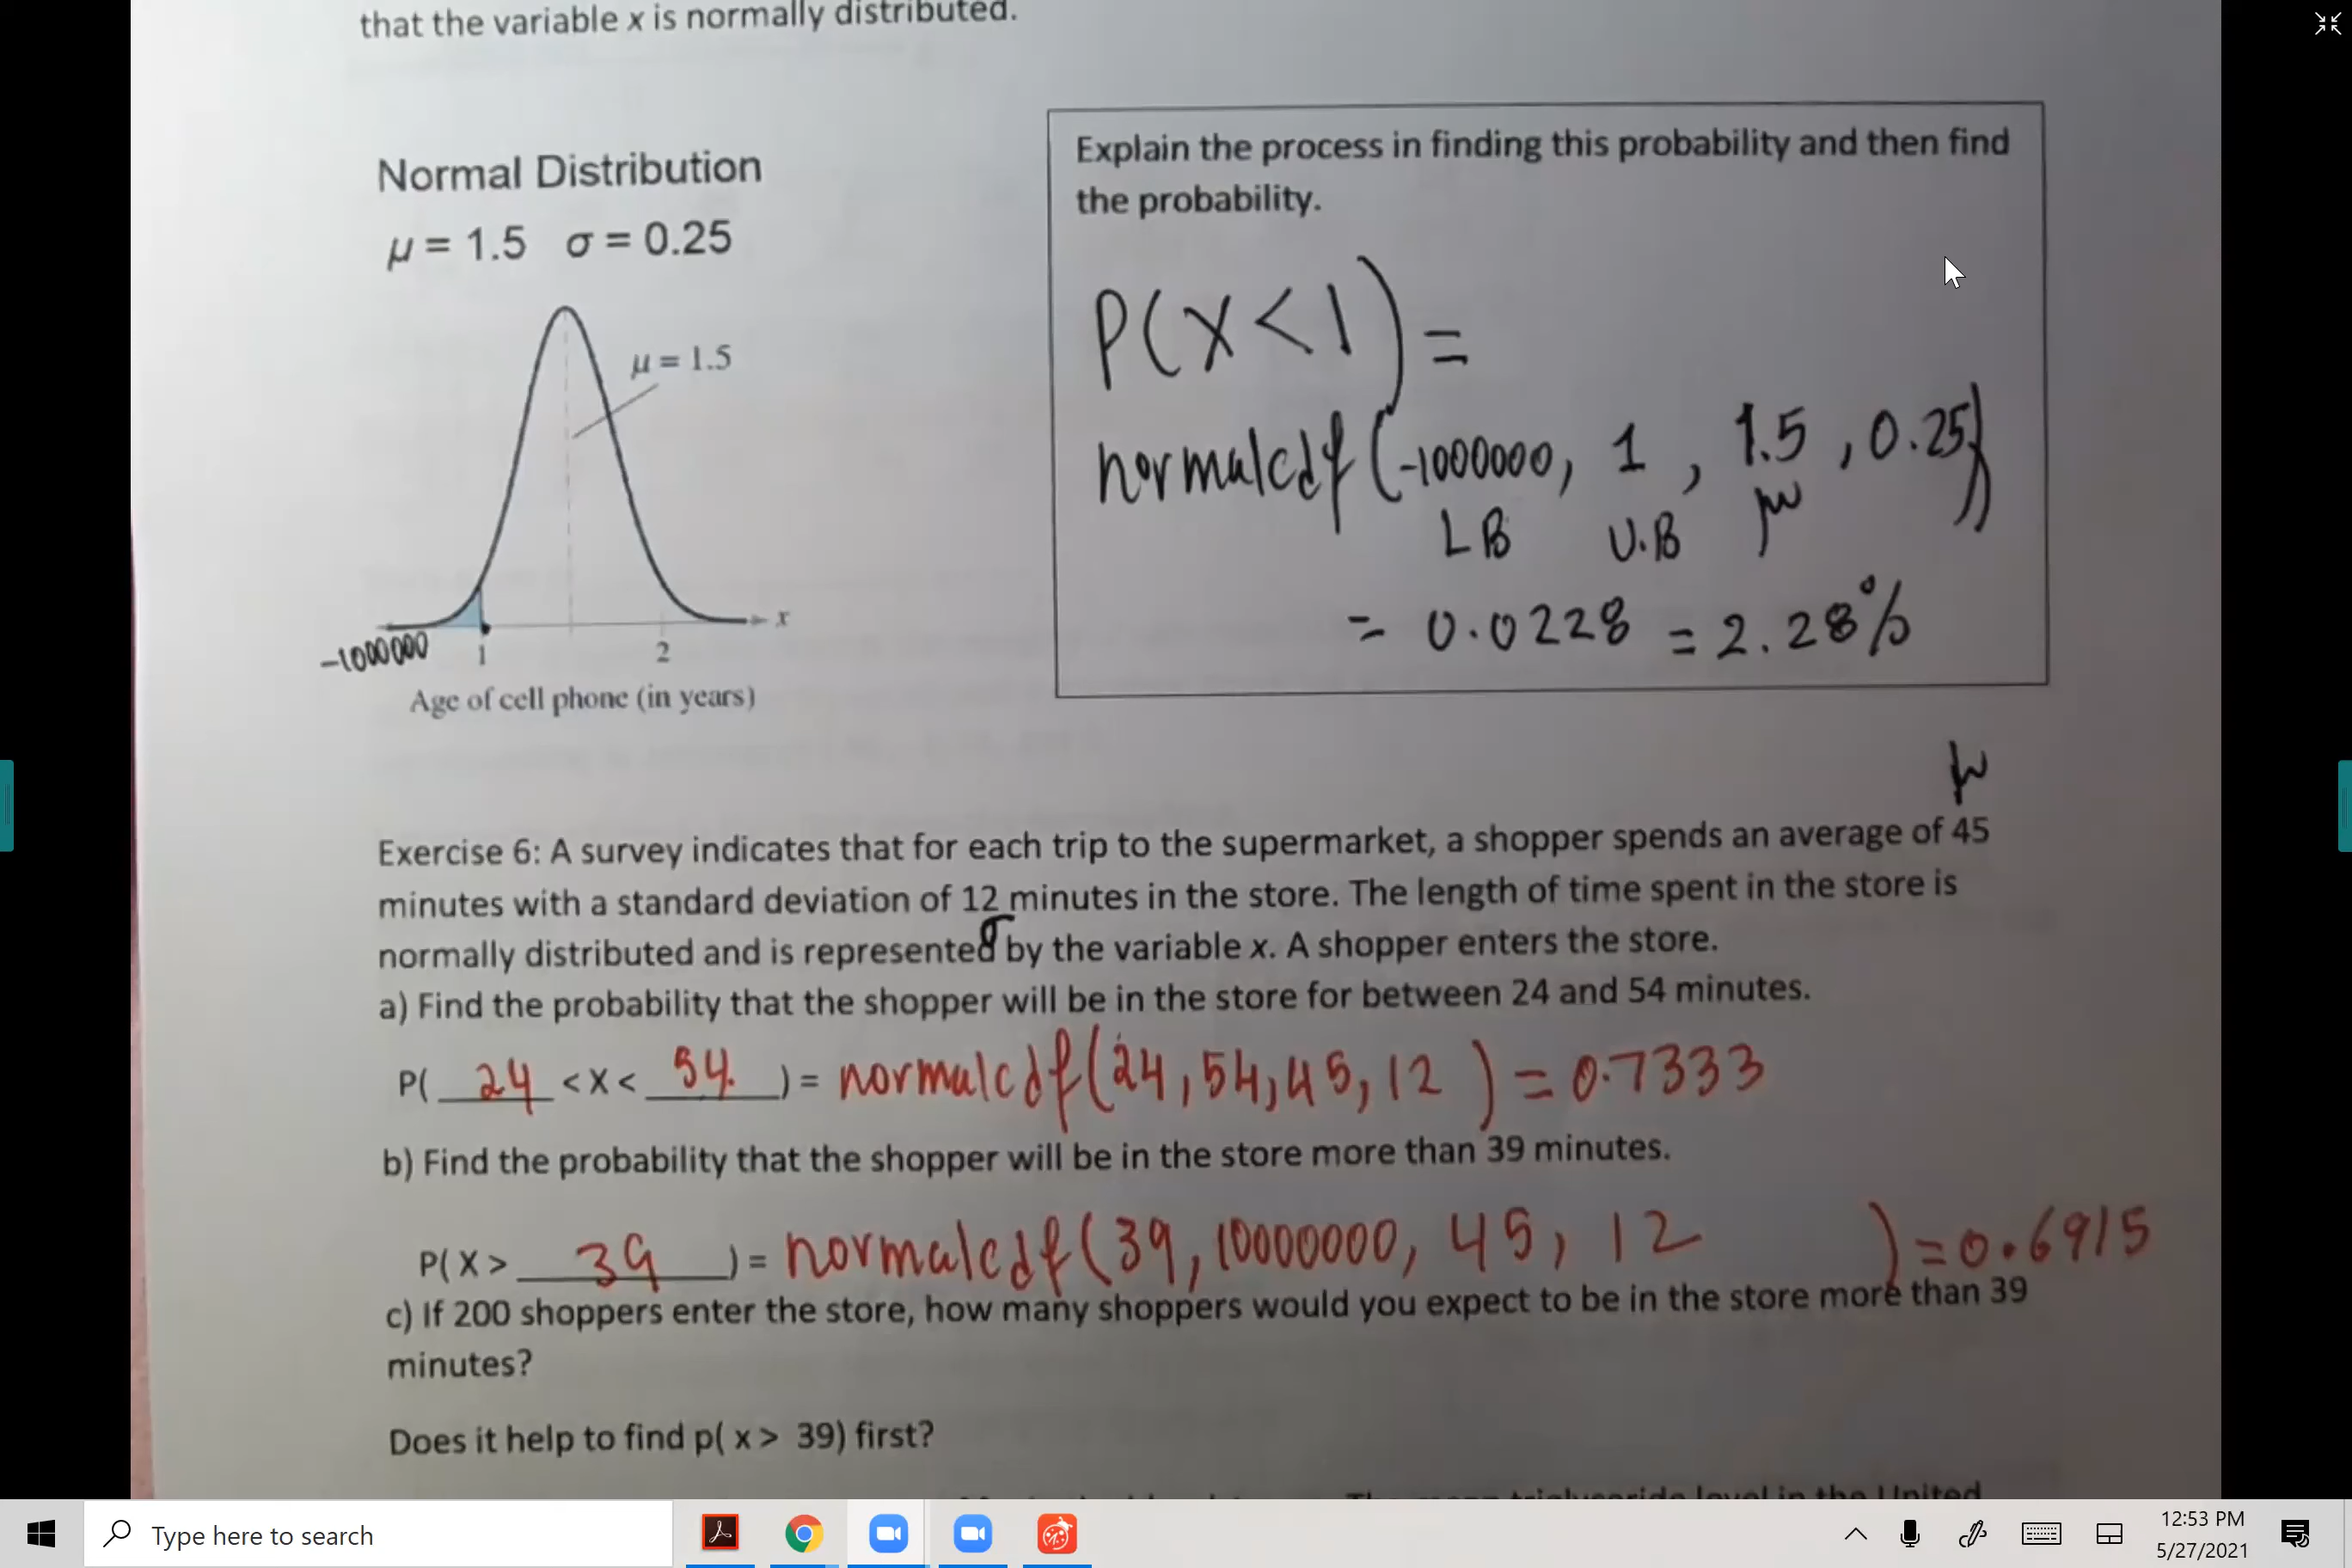 that the variable x is normally distributed.
Normal Distribution
μ = 1.5 σ = 0.25
μ = 1.5
x
-1000000
1
2
Age of cell phone (in years)
Explain the process in finding this probability and then find
the probability.
P(X<1) =
normalcdf(-1000000, 1, 1.5, 0.25)
LB U.B μ
= 0.0228 = 2.28%
μ
Exercise 6: A survey indicates that for each trip to the supermarket, a shopper spends an average of 45
minutes with a standard deviation of 12 minutes in the store. The length of time spent in the store is
σ
normally distributed and is represented by the variable x. A shopper enters the store.
a) Find the probability that the shopper will be in the store for between 24 and 54 minutes.
P( 24 < X < 54. ) = normalcdf(24, 54, 45, 12 ) = 0.7333
b) Find the probability that the shopper will be in the store more than 39 minutes.
P( X > 39 ) = normalcdf(39, 10000000, 45, 12 ) = 0.6915
c) If 200 shoppers enter the store, how many shoppers would you expect to be in the store more than 39
minutes?
Does it help to find p( x > 39) first?
triglyceride level in the United
Type here to search
12:53 PM
5/27/2021